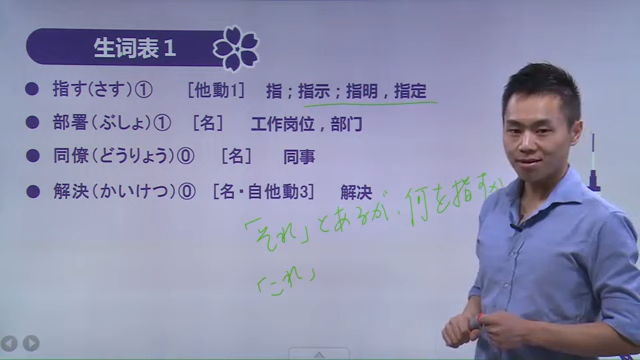 生词表1
指す(さす)① [他動1] 指；指示；指明，指定
部署(ぶしょ)① [名] 工作岗位，部门
同僚(どうりょう)⓪ [名] 同事
解決(かいけつ)⓪ [名·自他動3] 解决
「それ」とあるが、何を指すか
「これ」